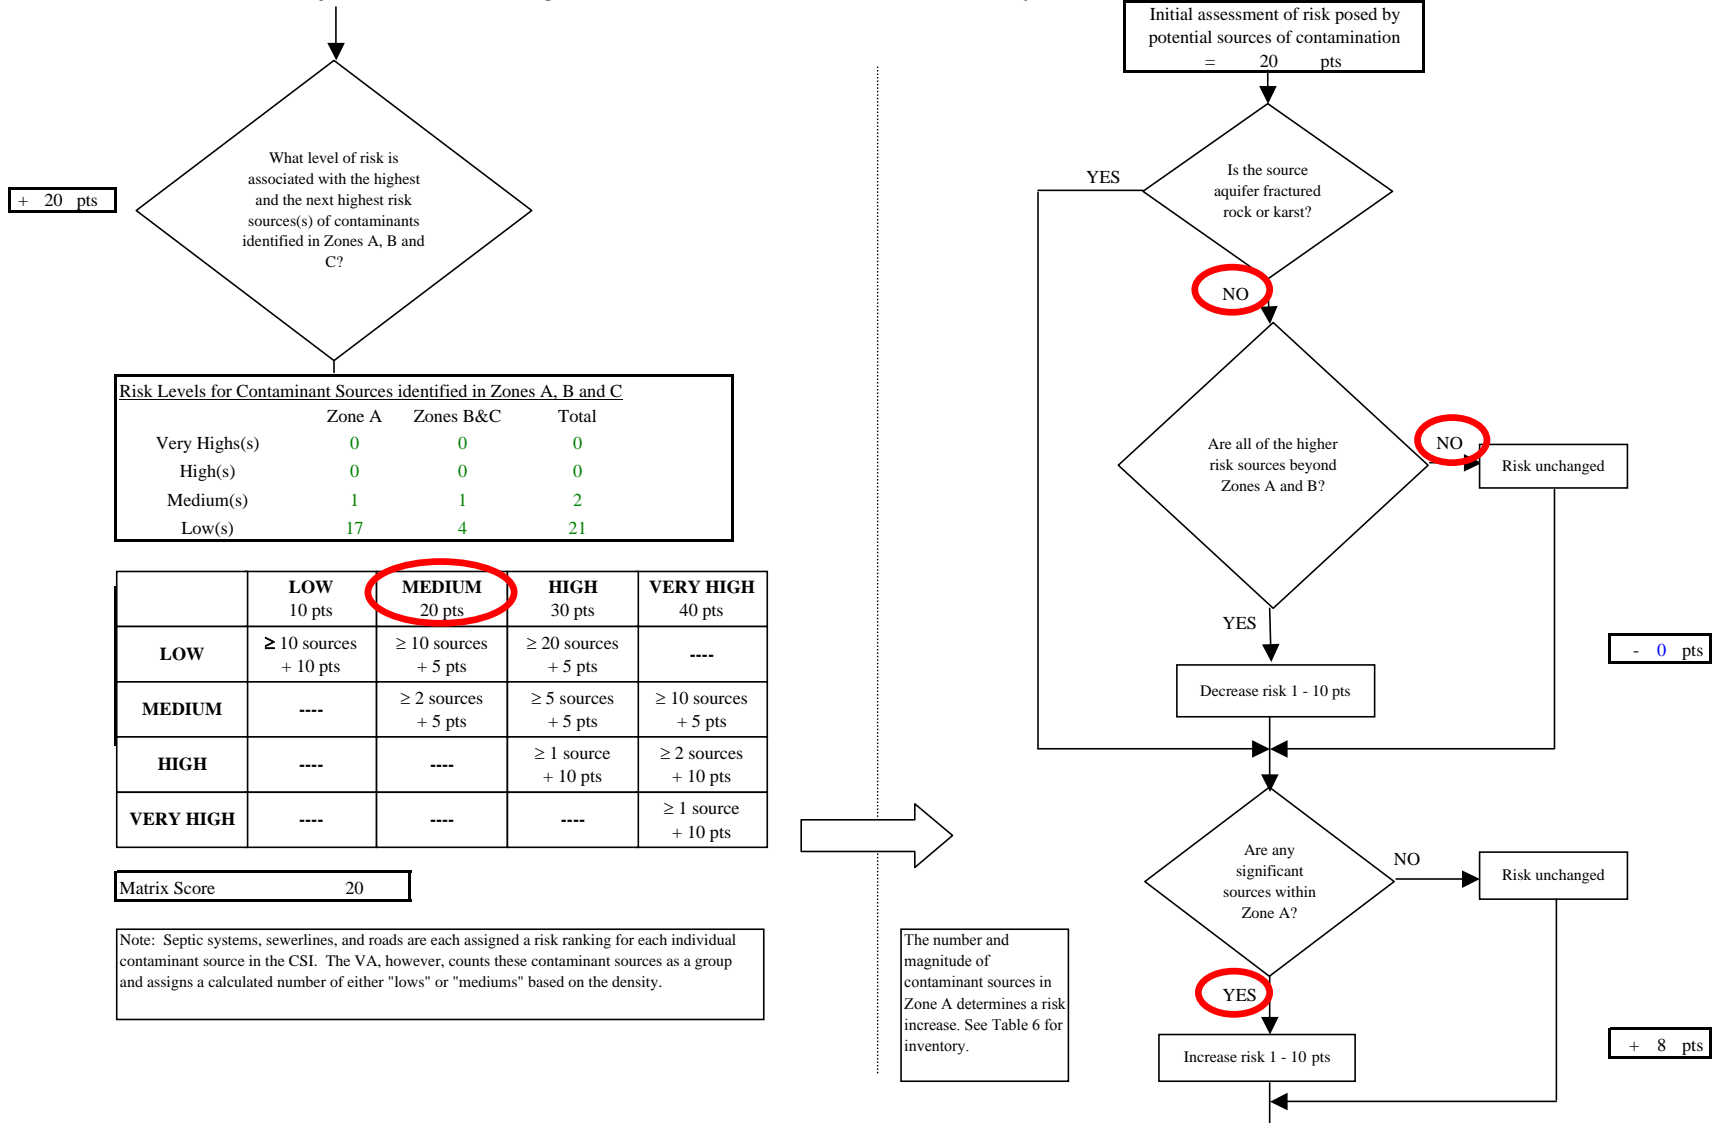 What level of risk is
associated with the highest
and the next highest risk
sources(s) of contaminants
identified in Zones A, B and
C?
+ 20 pts
Risk Levels for Contaminant Sources identified in Zones A, B and C
Zone A Zones B&C Total
Very Highs(s) 0 0 0
High(s) 0 0 0
Medium(s) 1 1 2
Low(s) 17 4 21
LOW MEDIUM HIGH VERY HIGH
10 pts 20 pts 30 pts 40 pts
LOW ≥ 10 sources ≥ 10 sources ≥ 20 sources ----
+ 10 pts + 5 pts + 5 pts
MEDIUM ---- ≥ 2 sources ≥ 5 sources ≥ 10 sources
+ 5 pts + 5 pts + 5 pts
HIGH ---- ---- ≥ 1 source ≥ 2 sources
+ 10 pts + 10 pts
VERY HIGH ---- ---- ---- ≥ 1 source
+ 10 pts
Matrix Score 20
Note: Septic systems, sewerlines, and roads are each assigned a risk ranking for each individual
contaminant source in the CSI. The VA, however, counts these contaminant sources as a group
and assigns a calculated number of either "lows" or "mediums" based on the density.
Initial assessment of risk posed by
potential sources of contamination
= 20 pts
Is the source
aquifer fractured
rock or karst?
YES
NO
Are all of the higher
risk sources beyond
Zones A and B?
NO
Risk unchanged
YES
Decrease risk 1 - 10 pts
- 0 pts
Are any
significant
sources within
Zone A?
NO
Risk unchanged
YES
The number and
magnitude of
contaminant sources in
Zone A determines a risk
increase. See Table 6 for
inventory.
Increase risk 1 - 10 pts
+ 8 pts